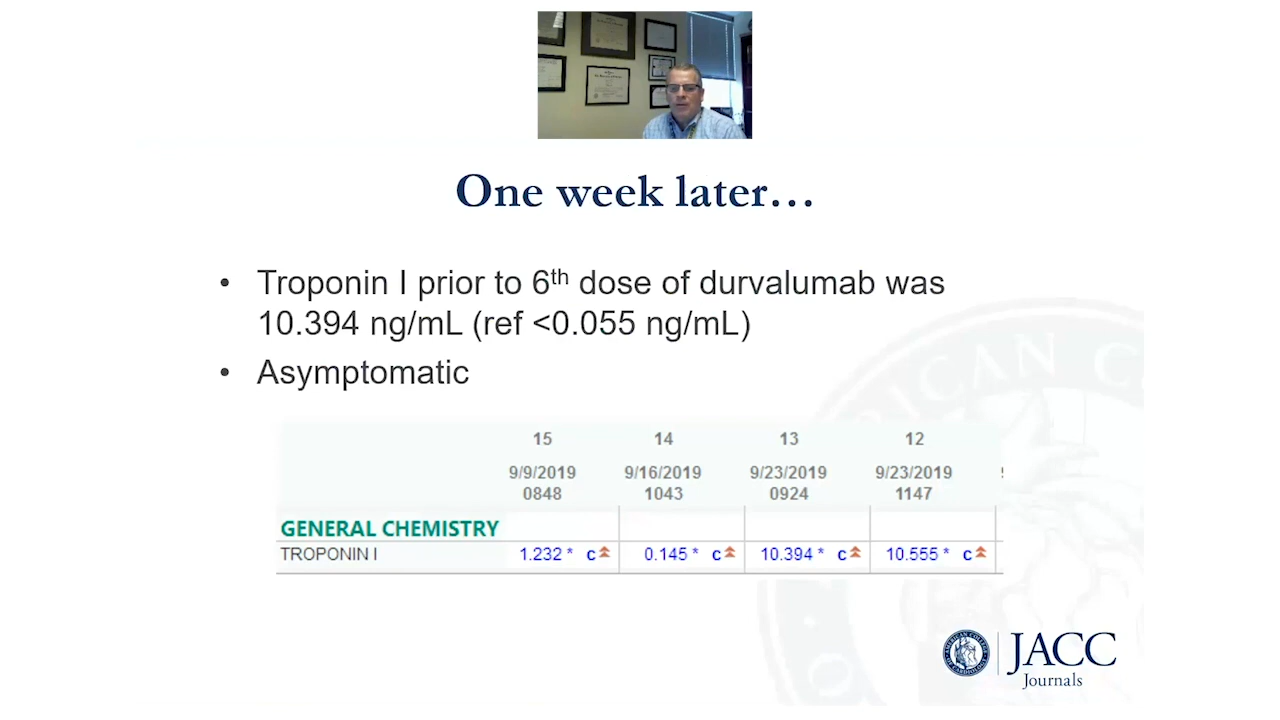 One week later…
• Troponin I prior to 6th dose of durvalumab was
10.394 ng/mL (ref <0.055 ng/mL)
• Asymptomatic
15 14 13 12
9/9/2019 9/16/2019 9/23/2019 9/23/2019
0848 1043 0924 1147
GENERAL CHEMISTRY
TROPONIN I 1.232 * c 0.145 * c 10.394 * c 10.555 * c
JACC
Journals